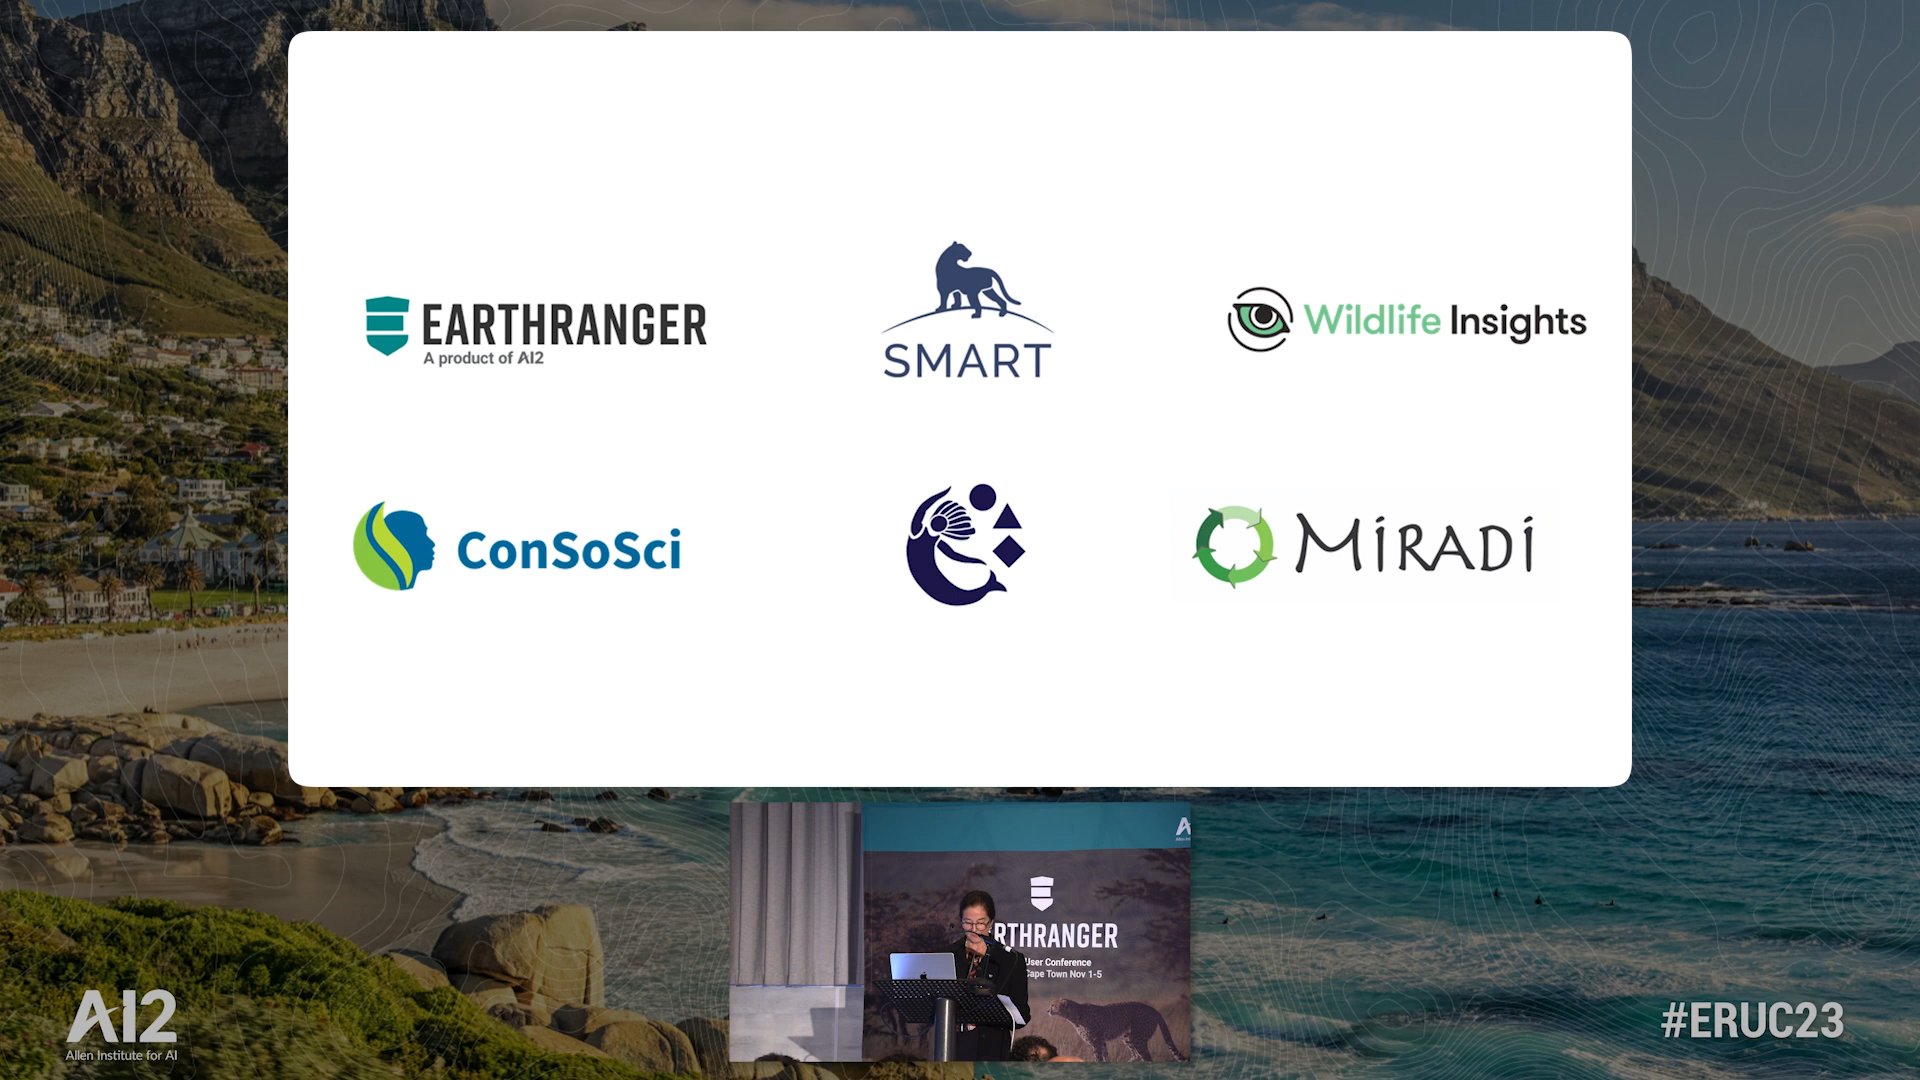 EARTHRANGER
A product of AI2
SMART
Wildlife Insights
ConSoSci
MIRADI
RTHRANGER
User Conference
Cape Town Nov 1-5
AI2
Allen Institute for AI
#ERUC23